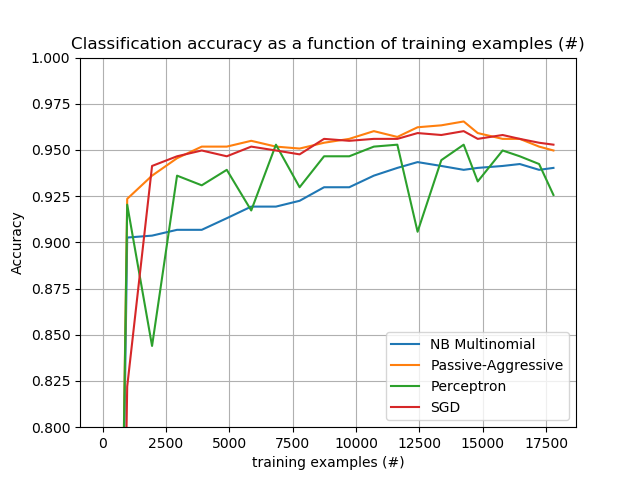 Classification accuracy as a function of training examples (#)
1.000
0.975
0.950
0.925
0.900
0.875
0.850
0.825
0.800
Accuracy
NB Multinomial
Passive-Aggressive
Perceptron
SGD
0 2500 5000 7500 10000 12500 15000 17500
training examples (#)